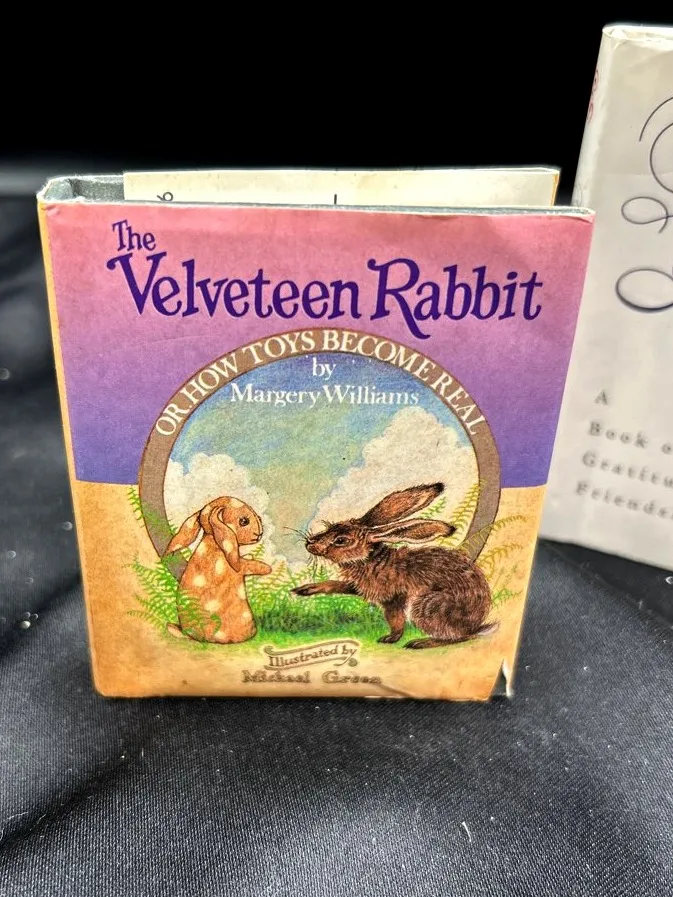 The
Velveteen Rabbit
OR HOW TOYS BECOME REAL
by
Margery Williams
Illustrated by
Michael Green
A
Book o
Gratitu
Friends